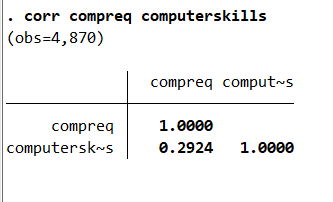 . corr compreq computerskills
(obs=4,870)
compreq comput~s
compreq 1.0000
computersk~s 0.2924 1.0000